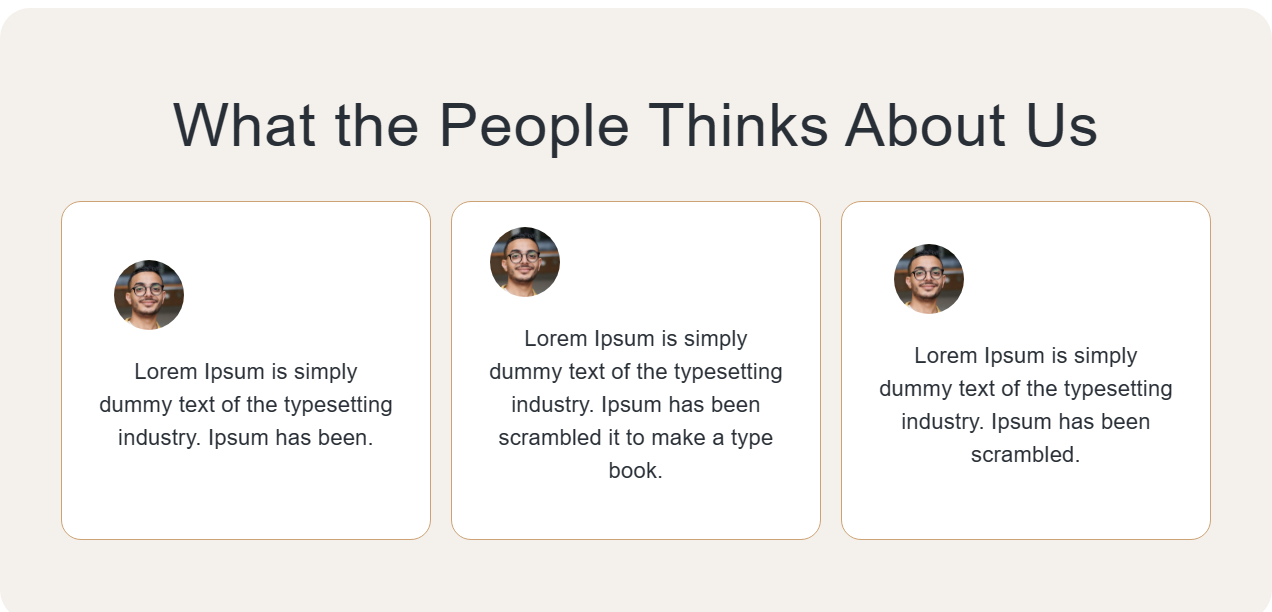 What the People Thinks About Us
Lorem Ipsum is simply
dummy text of the typesetting
industry. Ipsum has been.
Lorem Ipsum is simply
dummy text of the typesetting
industry. Ipsum has been
scrambled it to make a type
book.
Lorem Ipsum is simply
dummy text of the typesetting
industry. Ipsum has been
scrambled.